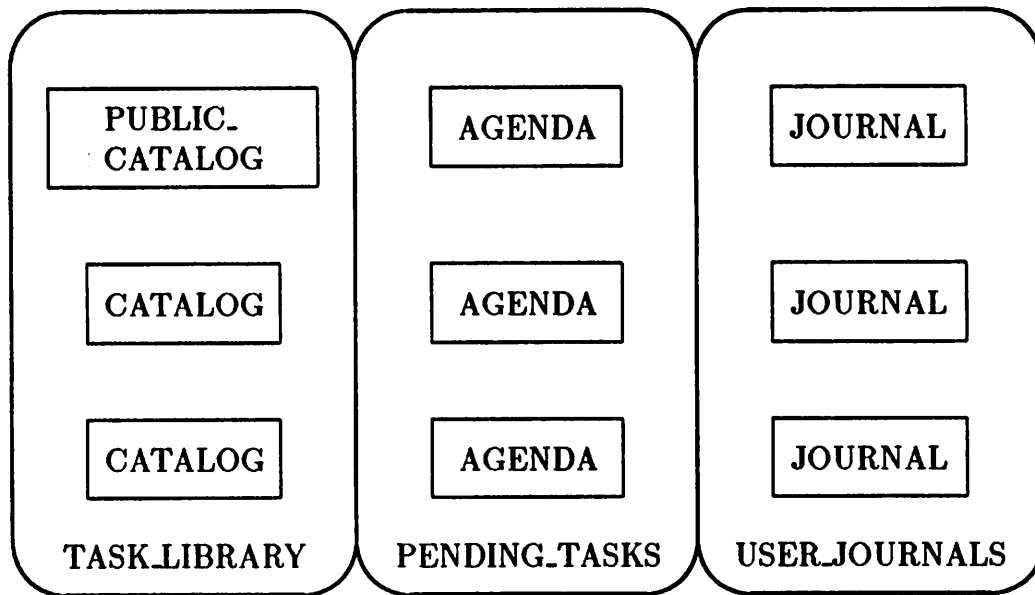 PUBLIC_
CATALOG
CATALOG
CATALOG
TASK_LIBRARY
AGENDA
AGENDA
AGENDA
PENDING_TASKS
JOURNAL
JOURNAL
JOURNAL
USER_JOURNALS